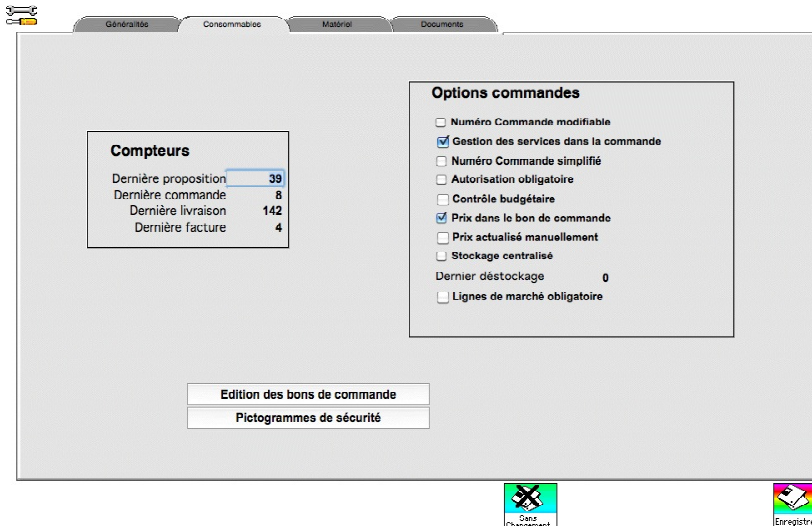 Généralités Consommables Matériel Documents
Compteurs
Dernière proposition 39
Dernière commande 8
Dernière livraison 142
Dernière facture 4
Options commandes
Numéro Commande modifiable
Gestion des services dans la commande
Numéro Commande simplifié
Autorisation obligatoire
Contrôle budgétaire
Prix dans le bon de commande
Prix actualisé manuellement
Stockage centralisé
Dernier déstockage 0
Lignes de marché obligatoire
Edition des bons de commande
Pictogrammes de sécurité
Sans
Changement
Enregistr